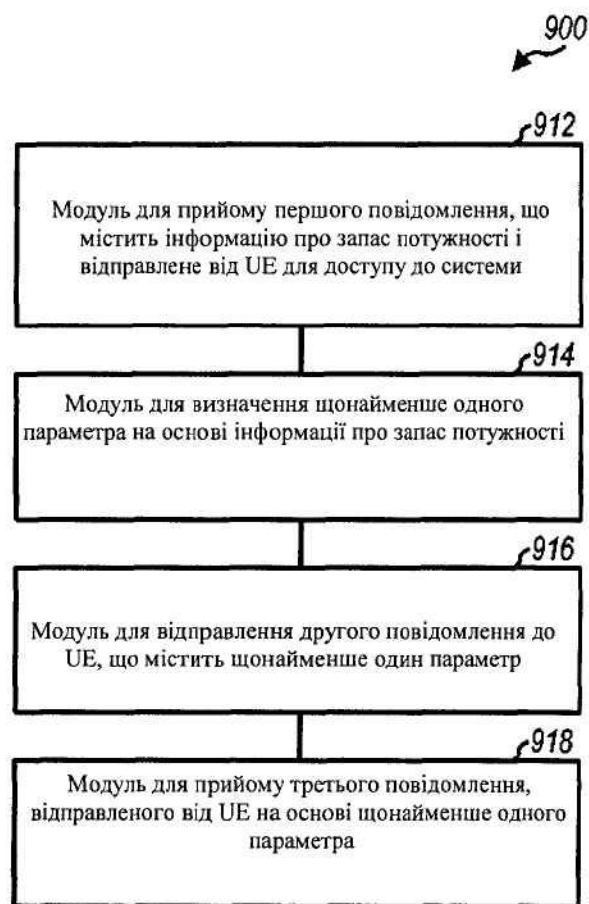 900
912
Модуль для прийому першого повідомлення, що
містить інформацію про запас потужності і
відправлене від UE для доступу до системи
914
Модуль для визначення щонайменше одного
параметра на основі інформації про запас потужності
916
Модуль для відправлення другого повідомлення до
UE, що містить щонайменше один параметр
918
Модуль для прийому третього повідомлення,
відправленого від UE на основі щонайменше одного
параметра